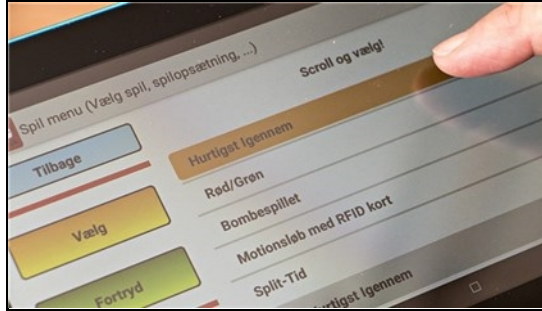 Spil menu (Vælg spil, spilopsætning, ...)
Scroll og vælg!
Tilbage
Vælg
Fortryd
Hurtigst Igennem
Rød/Grøn
Bombespillet
Motionsløb med RFID kort
Split-Tid
Hurtigst Igennem